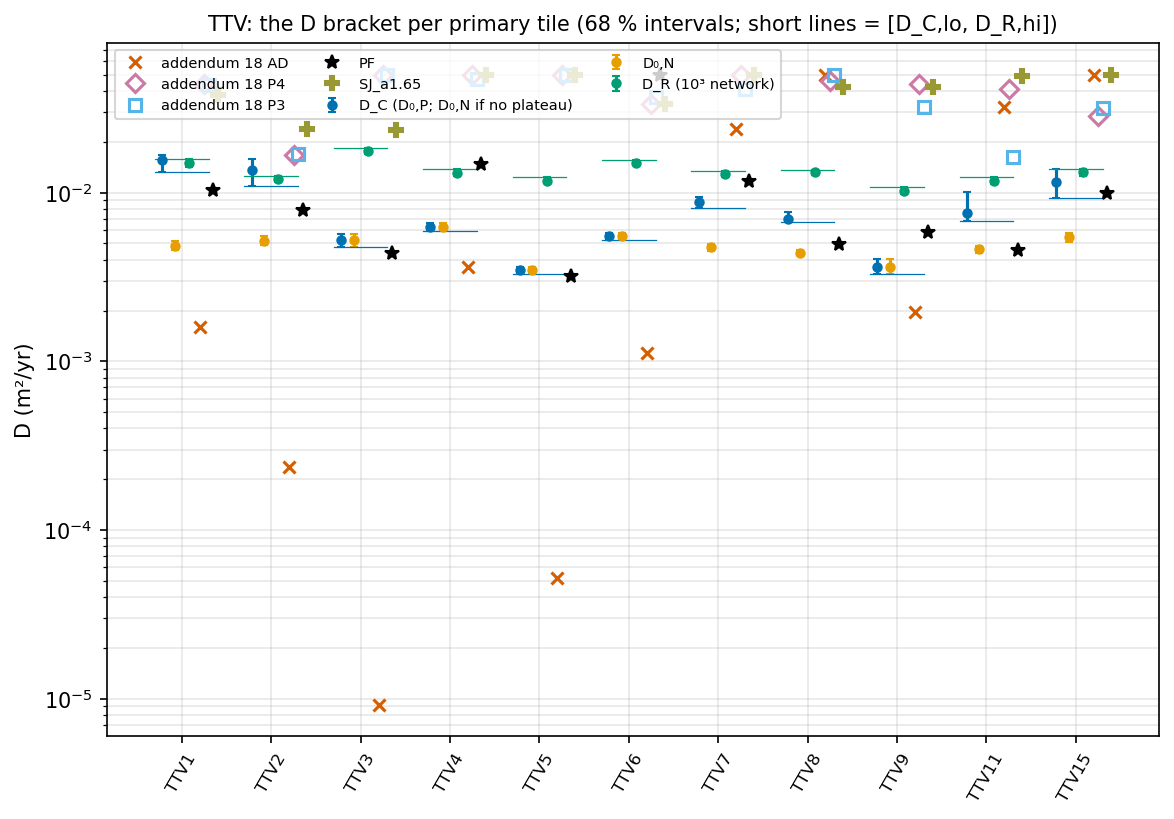 TTV: the D bracket per primary tile (68 % intervals; short lines = [D_C,lo, D_R,hi])
addendum 18 AD
addendum 18 P4
addendum 18 P3
PF
SJ_a1.65
D_C (D₀,P; D₀,N if no plateau)
D₀,N
D_R (10³ network)
D (m²/yr)
10⁻²
10⁻³
10⁻⁴
10⁻⁵
TTV1
TTV2
TTV3
TTV4
TTV5
TTV6
TTV7
TTV8
TTV9
TTV11
TTV15